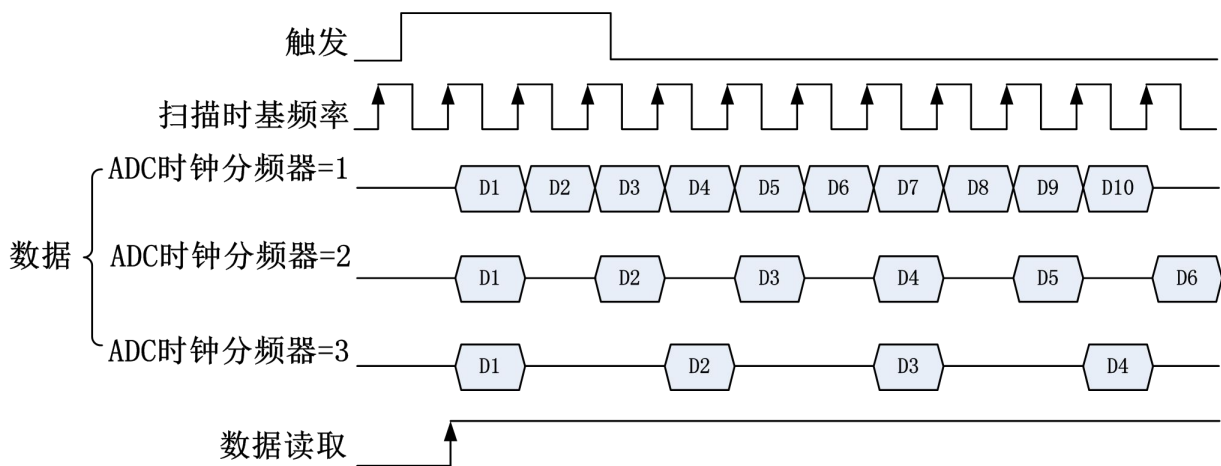 触发
扫描时基频率
ADC时钟分频器=1
D1 D2 D3 D4 D5 D6 D7 D8 D9 D10
数据
ADC时钟分频器=2
D1 D2 D3 D4 D5 D6
ADC时钟分频器=3
D1 D2 D3 D4
数据读取